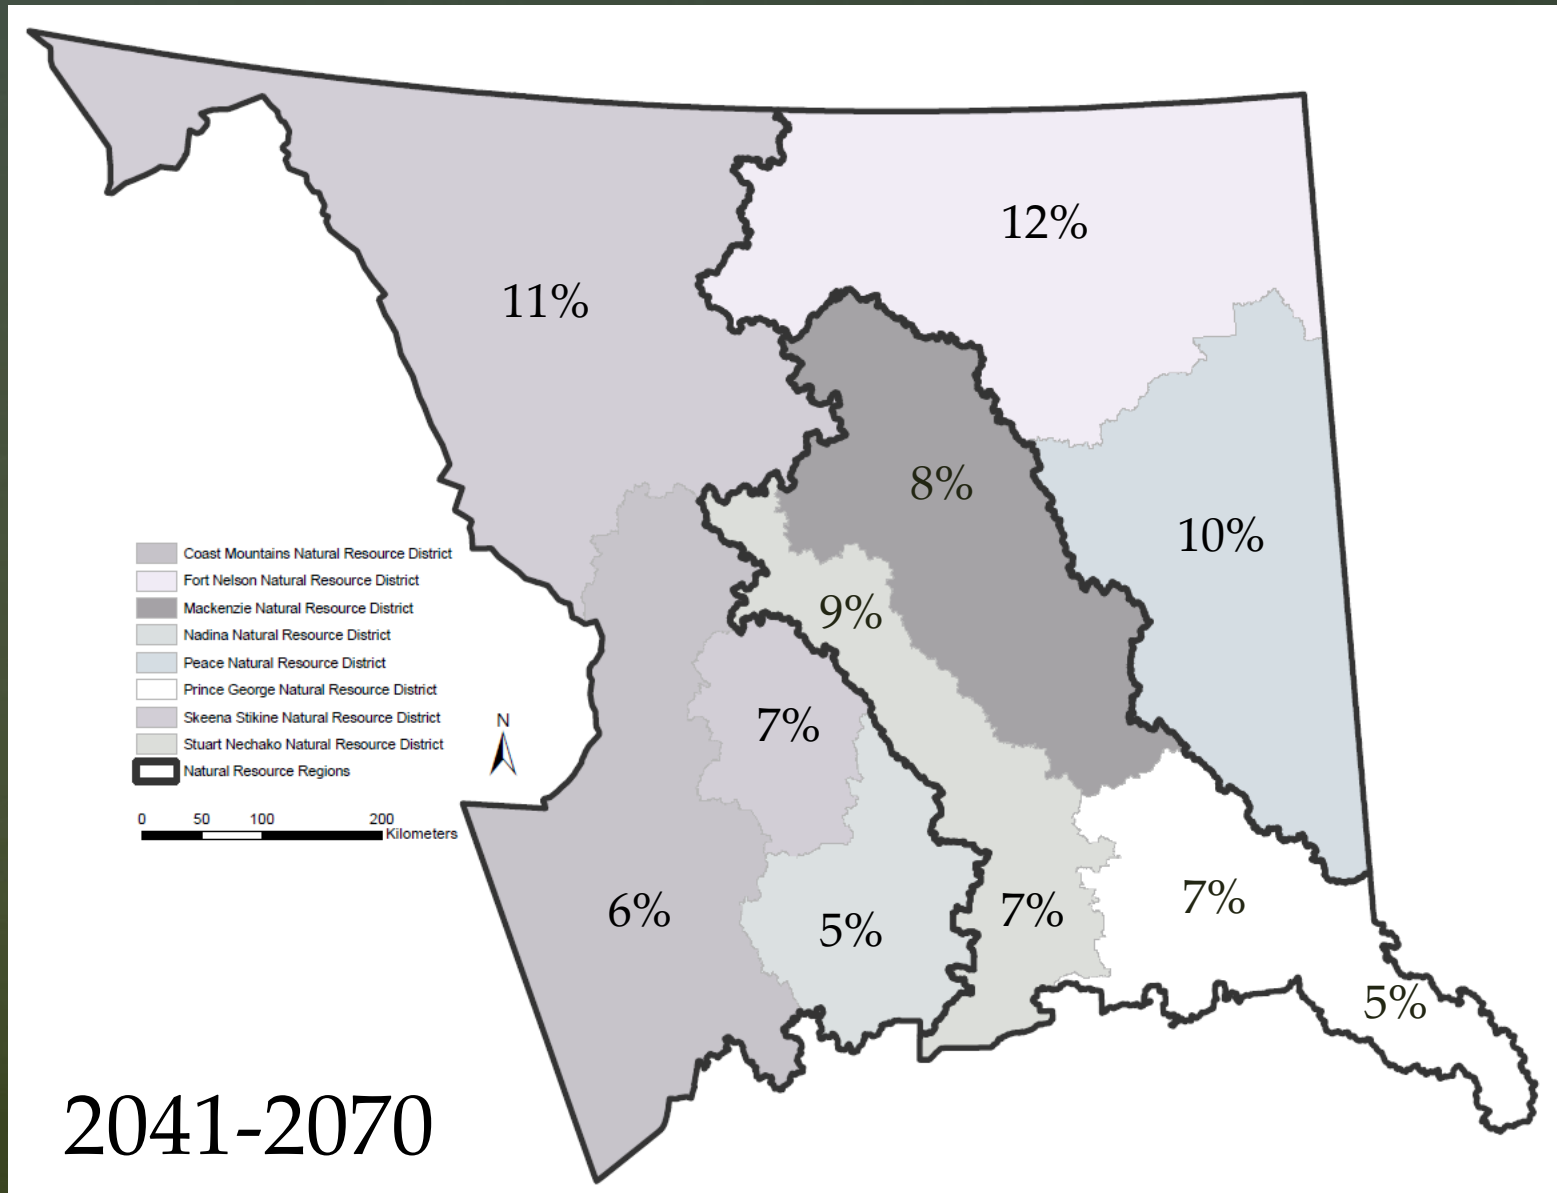 12%
11%
8%
10%
9%
7%
6%
5%
7%
7%
5%
Coast Mountains Natural Resource District
Fort Nelson Natural Resource District
Mackenzie Natural Resource District
Nadina Natural Resource District
Peace Natural Resource District
Prince George Natural Resource District
Skeena Stikine Natural Resource District
Stuart Nechako Natural Resource District
Natural Resource Regions
N
0 50 100 200
Kilometers
2041-2070